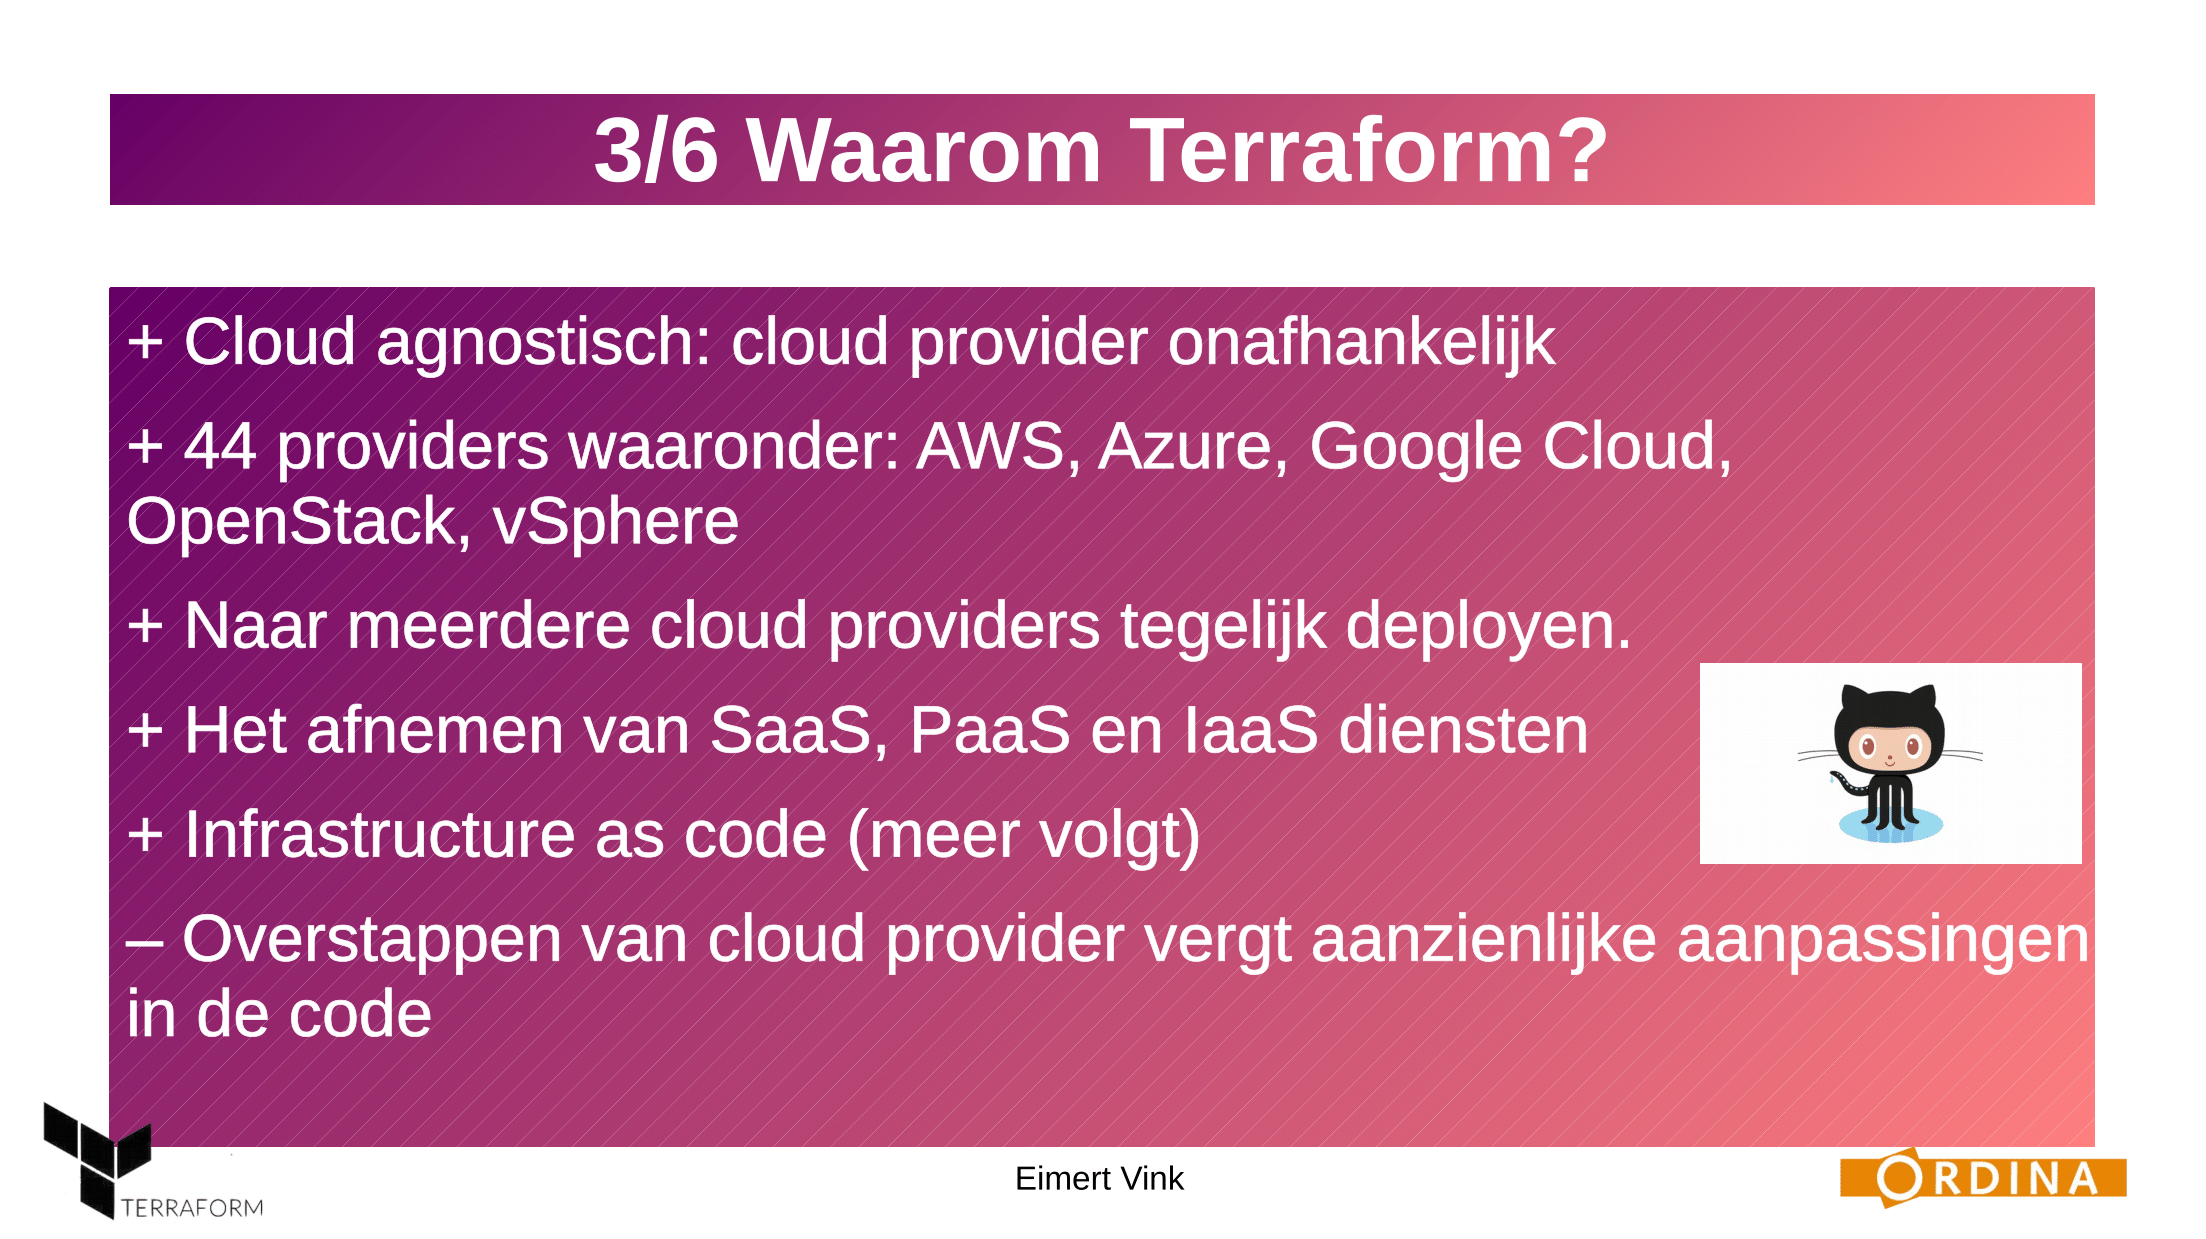 3/6 Waarom Terraform?
+ Cloud agnostisch: cloud provider onafhankelijk
+ 44 providers waaronder: AWS, Azure, Google Cloud,
OpenStack, vSphere
+ Naar meerdere cloud providers tegelijk deployen.
+ Het afnemen van SaaS, PaaS en IaaS diensten
+ Infrastructure as code (meer volgt)
– Overstappen van cloud provider vergt aanzienlijke aanpassingen
in de code
TERRAFORM
Eimert Vink
ORDINA